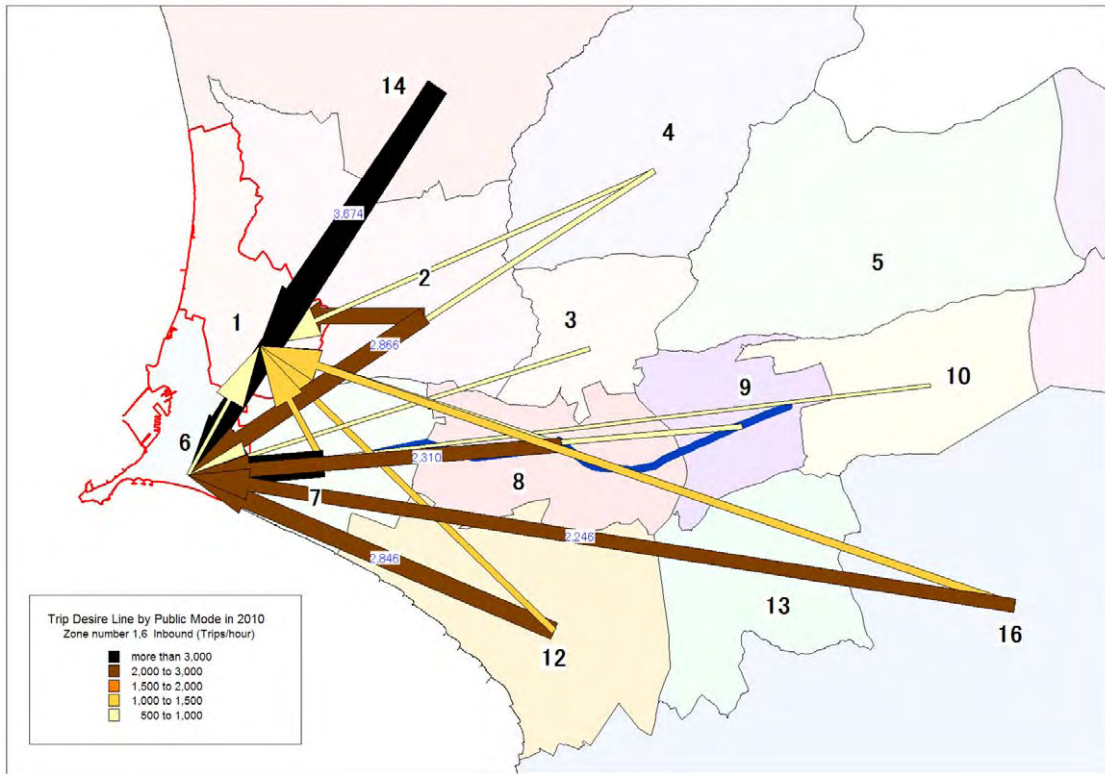 14
4
3.674
5
2
1
3
2.866
10
9
6
2.310
8
7
2.246
2.846
13
16
12
Trip Desire Line by Public Mode in 2010
Zone number 1,6 Inbound (Trips/hour)
more than 3,000
2,000 to 3,000
1,500 to 2,000
1,000 to 1,500
500 to 1,000